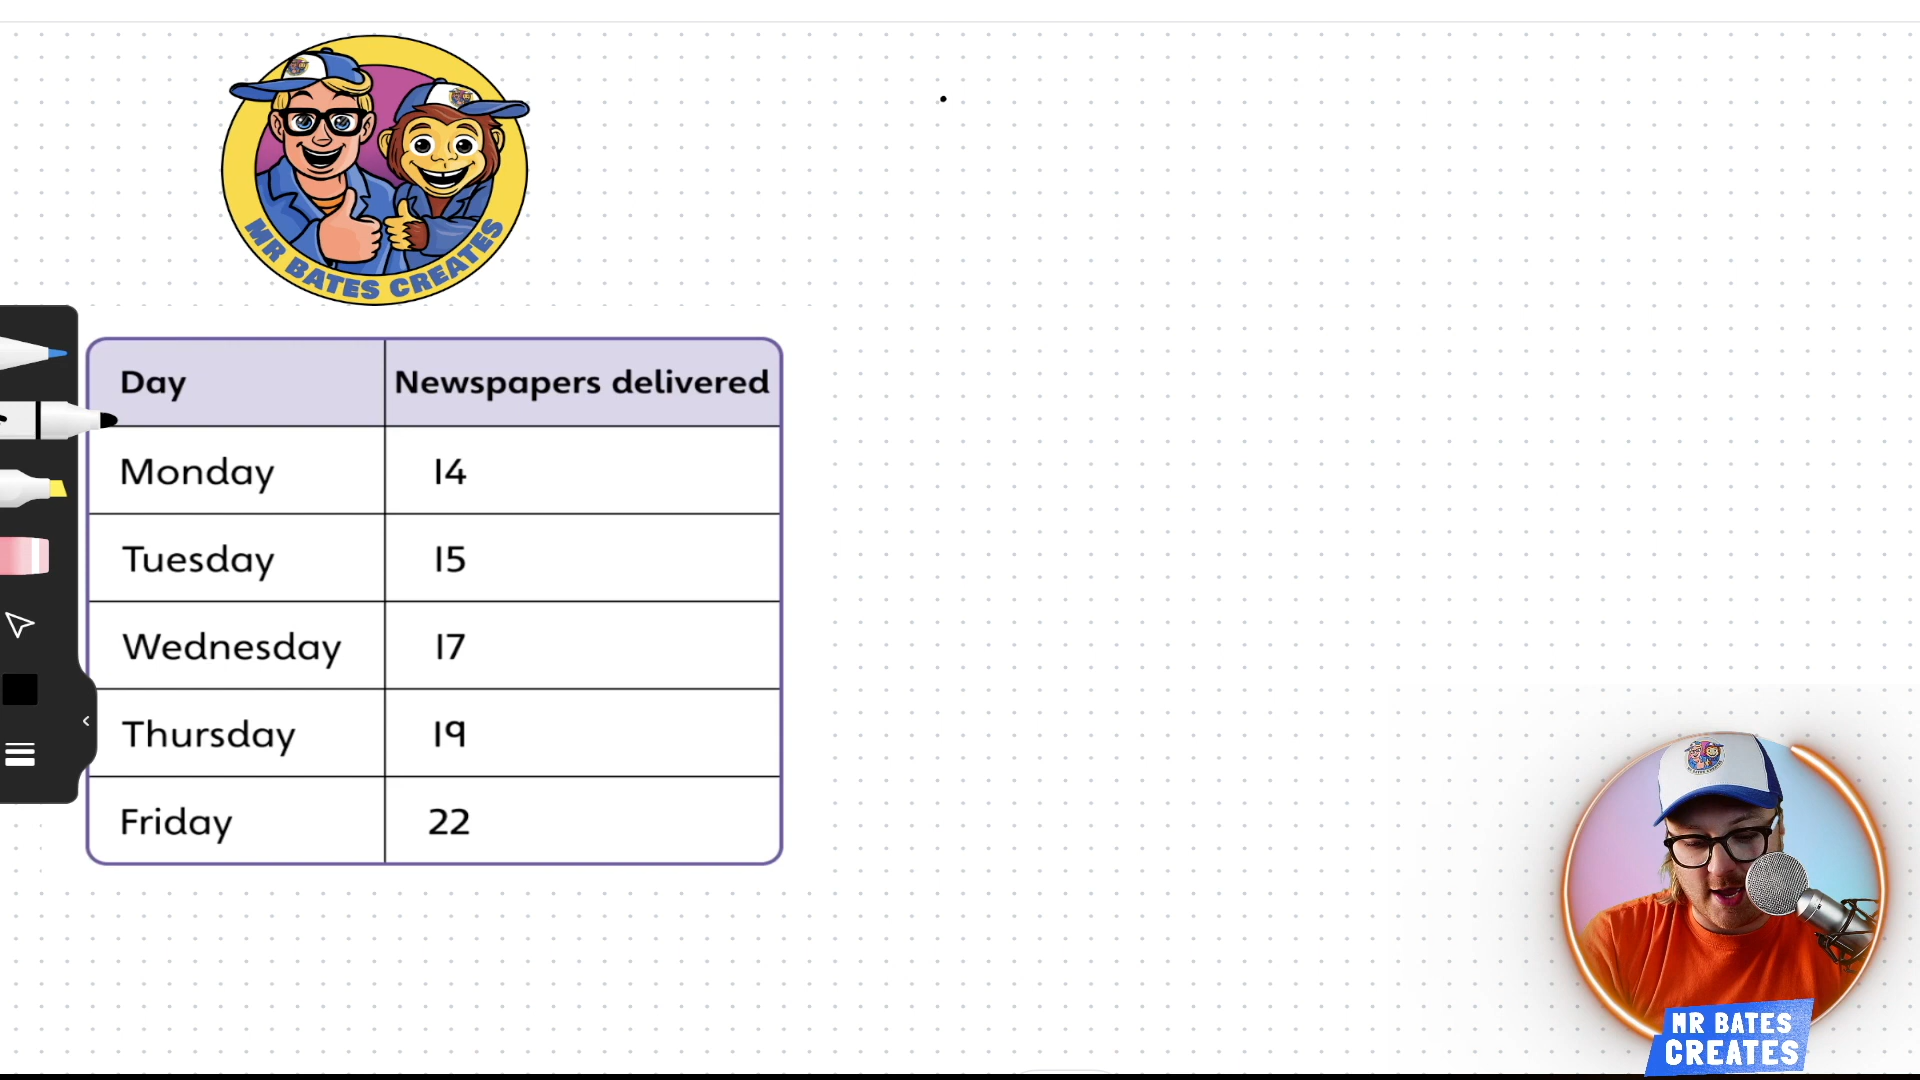 MR BATES CREATES
Day Newspapers delivered
Monday 14
Tuesday 15
Wednesday 17
Thursday 19
Friday 22
MR BATES
CREATES